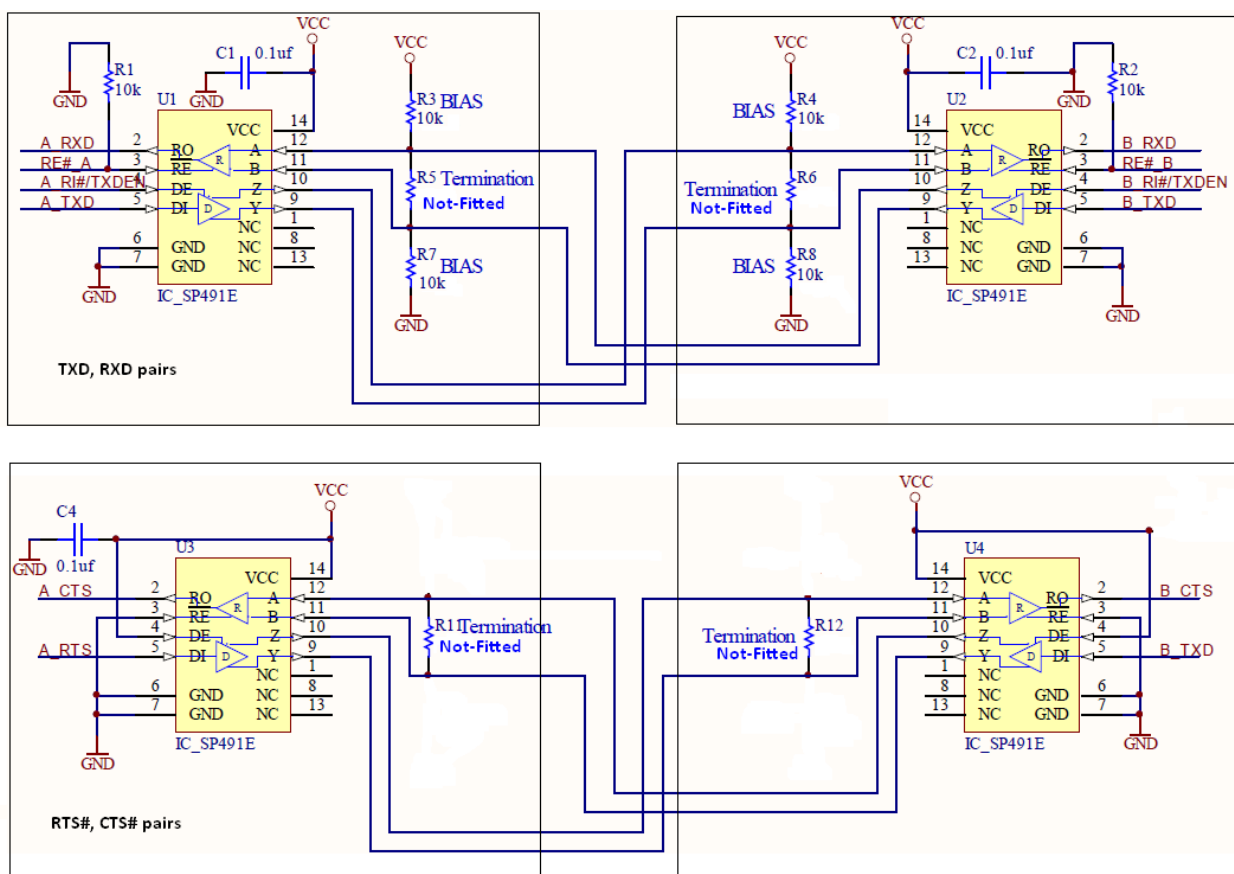 VCC
C1 0.1uf
GND
R1
10k
GND
U1
VCC
R3
10k
BIAS
14
VCC
A_RXD 2 RO A 12
RE#_A 3 RE R B 11
A_RI#/TXDEN 4 DE Z 10
A_TXD 5 DI D Y 9
NC 1
6 GND NC 8
7 GND NC 13
GND
IC_SP491E
R5 Termination
Not-Fitted
R7
10k
BIAS
GND
TXD, RXD pairs
VCC
VCC
C2 0.1uf
GND
R2
10k
BIAS
R4
10k
U2
14
VCC
12 A RO 2 B_RXD
11 B R RE 3 RE#_B
10 Z DE 4 B_RI#/TXDEN
9 Y D DI 5 B_TXD
1 NC
8 NC GND 6
13 NC GND 7
GND
IC_SP491E
Termination R6
Not-Fitted
BIAS
R8
10k
GND
VCC
C4
0.1uf
GND
U3
14
VCC
A_CTS 2 RO A 12
3 RE R B 11
4 DE Z 10
A_RTS 5 DI D Y 9
NC 1
6 GND NC 8
7 GND NC 13
GND
IC_SP491E
R11 Termination
Not-Fitted
RTS#, CTS# pairs
VCC
U4
14
VCC
12 A RO 2 B_CTS
11 B R RE 3
10 Z DE 4
9 Y D DI 5 B_TXD
1 NC
8 NC GND 6
13 NC GND 7
GND
IC_SP491E
Termination R12
Not-Fitted